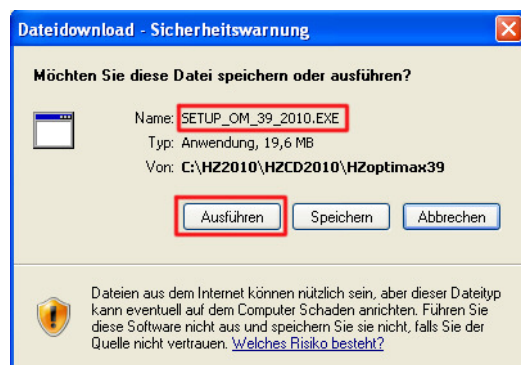 Dateidownload - Sicherheitswarnung
Möchten Sie diese Datei speichern oder ausführen?
Name: SETUP_OM_39_2010.EXE
Typ: Anwendung, 19,6 MB
Von: C:\HZ2010\HZCD2010\HZoptimax39
Ausführen Speichern Abbrechen
Dateien aus dem Internet können nützlich sein, aber dieser Dateityp
kann eventuell auf dem Computer Schaden anrichten. Führen Sie
diese Software nicht aus und speichern Sie sie nicht, falls Sie der
Quelle nicht vertrauen. Welches Risiko besteht?